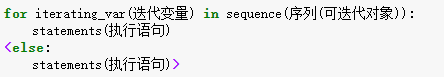 for iterating_var(迭代变量) in sequence(序列(可迭代对象)):
    statements(执行语句)
<else:
    statements(执行语句)>